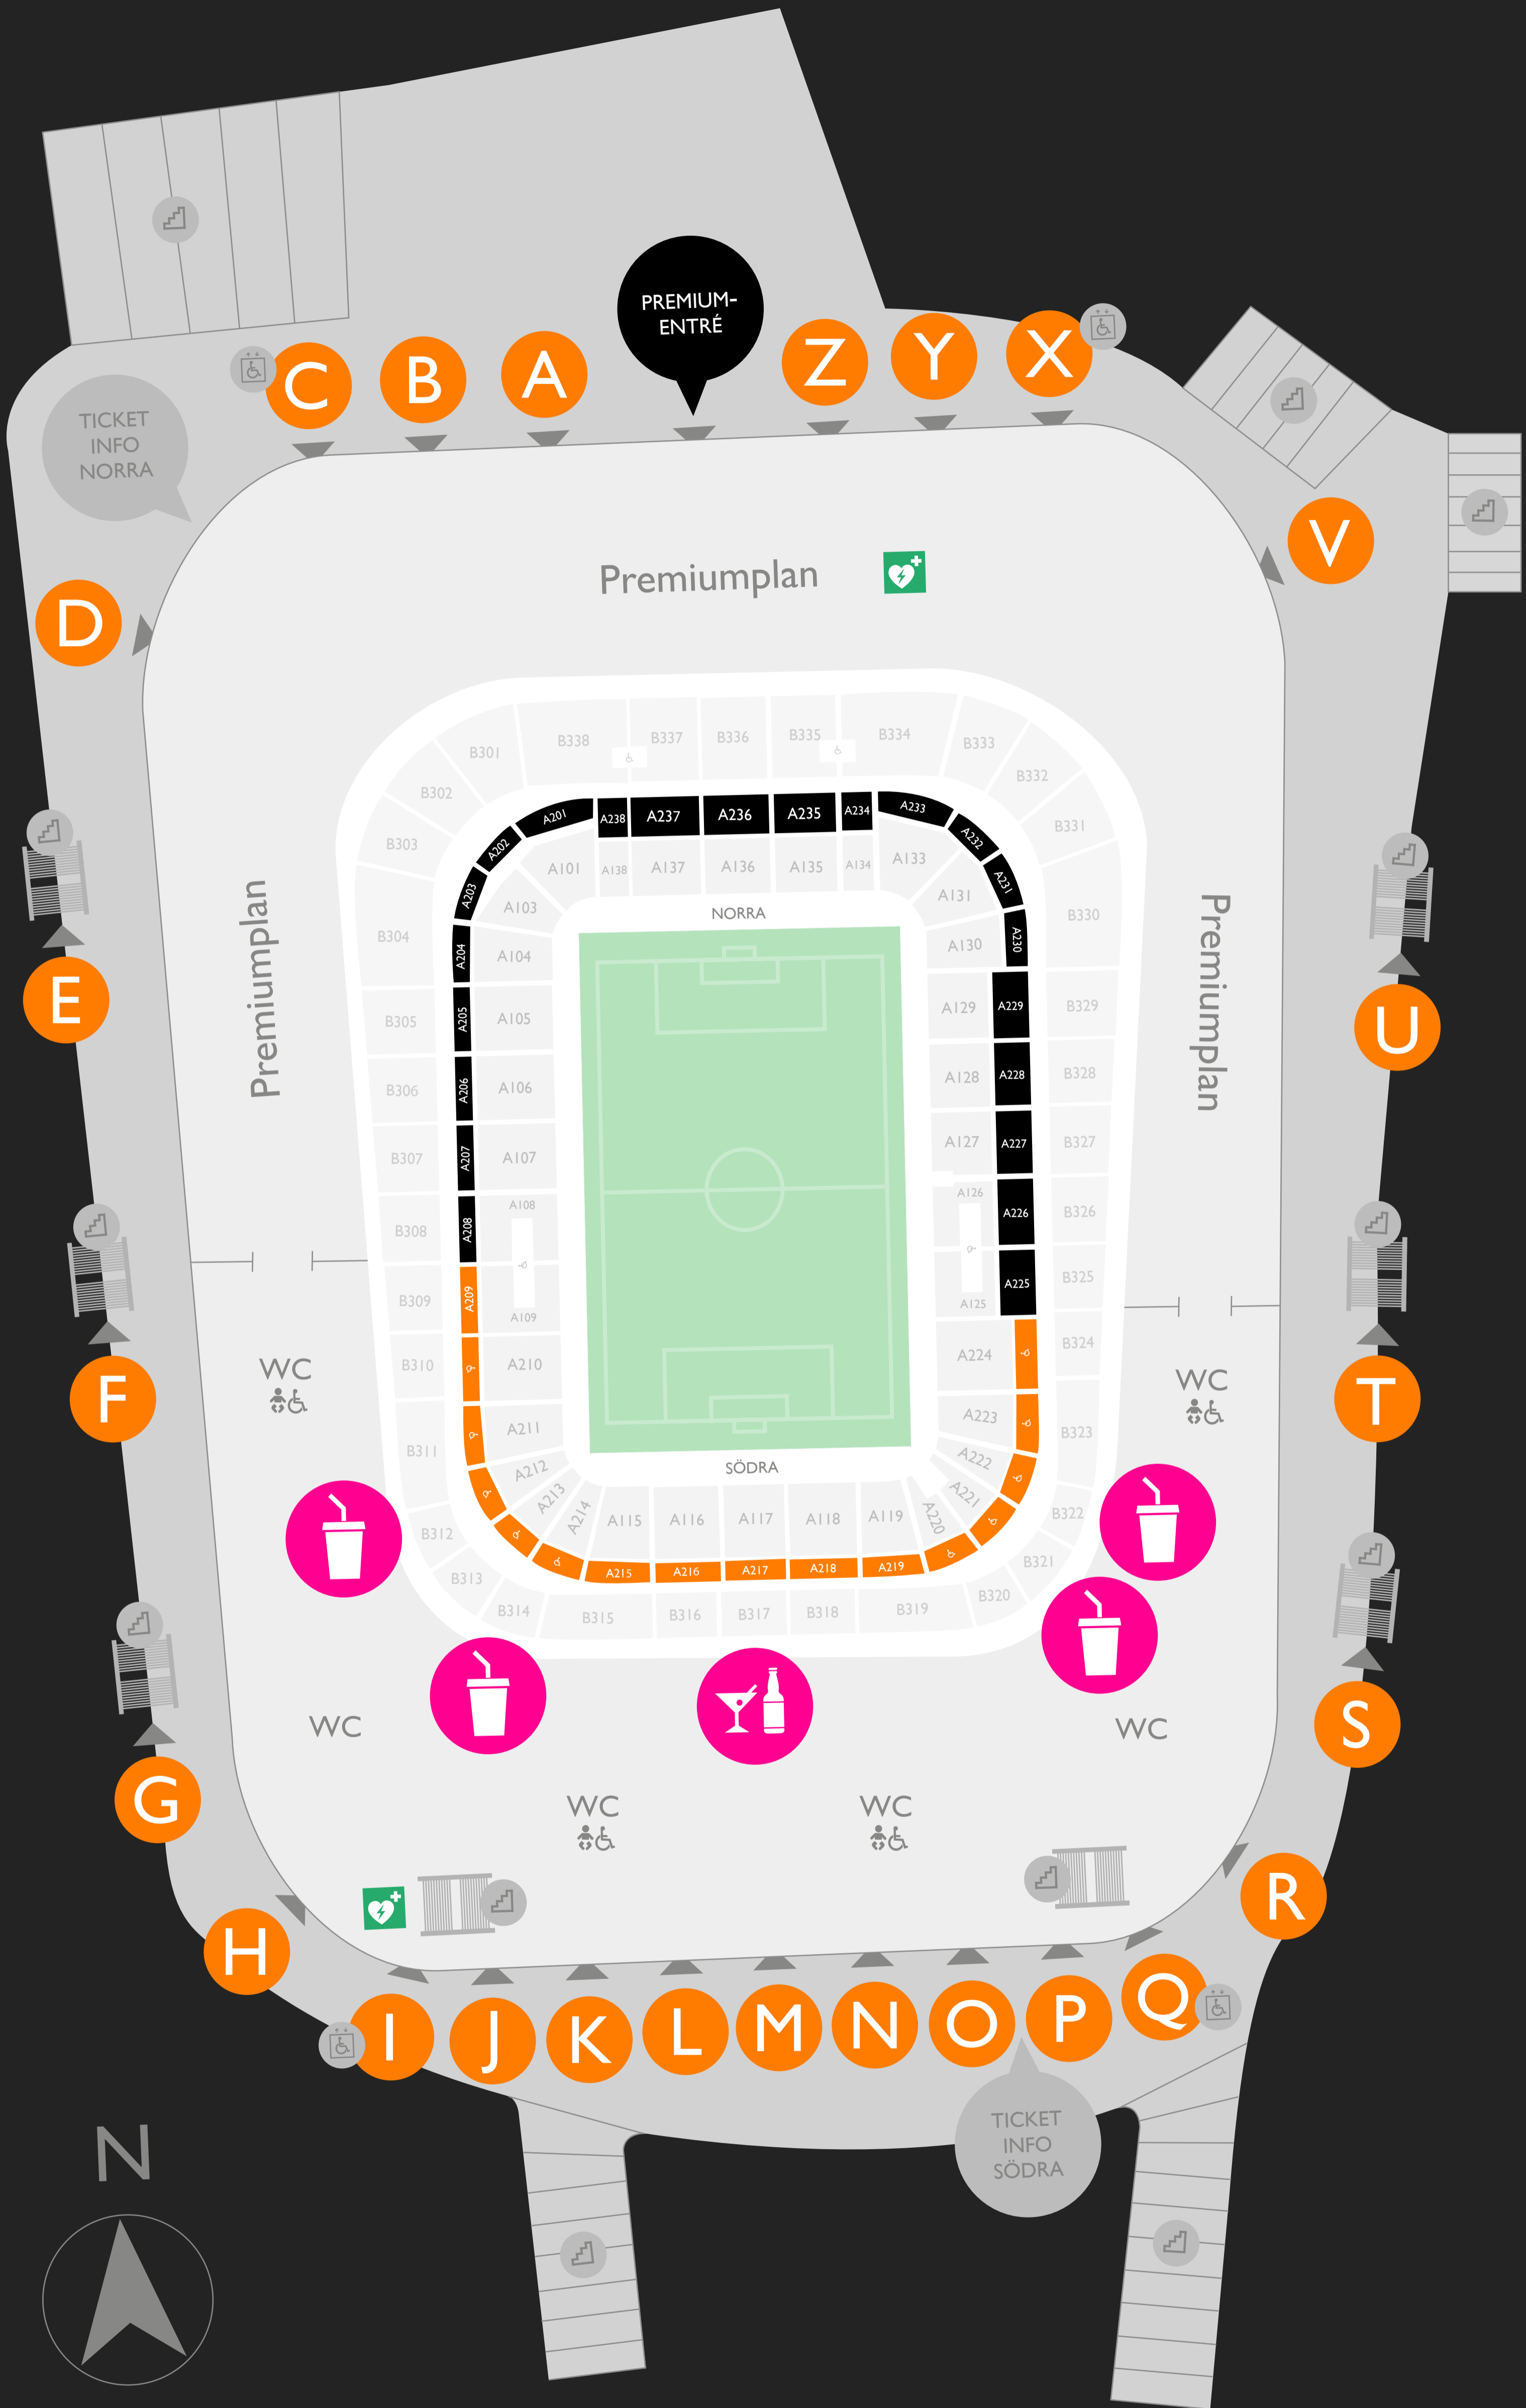 PREMIUM-
ENTRÉ
Z
Y
X
A
B
C
TICKET
INFO
NORRA
V
Premiumplan
D
B338
B337
B336
B335
B334
B301
B333
B302
B332
B303
B331
A201
A238
A237
A236
A235
A234
A233
A202
A232
A203
A231
A101
A138
A137
A136
A135
A134
A133
A103
A131
NORRA
Premiumplan
Premiumplan
B304
A204
A104
A130
A230
B330
E
B305
A205
A105
A129
A229
B329
U
B306
A206
A106
A128
A228
B328
B307
A207
A107
A127
A227
B327
B308
A208
A108
A126
A226
B326
B309
A209
A109
A125
A225
B325
B310
A210
A224
B324
WC
WC
F
T
B311
A211
A223
B323
A212
A222
SÖDRA
A213
A221
A214
A220
B312
B322
A115
A116
A117
A118
A119
B313
B321
A215
A216
A217
A218
A219
B314
B320
B315
B316
B317
B318
B319
WC
WC
S
G
WC
WC
R
H
I
J
K
L
M
N
O
P
Q
TICKET
INFO
SÖDRA
N